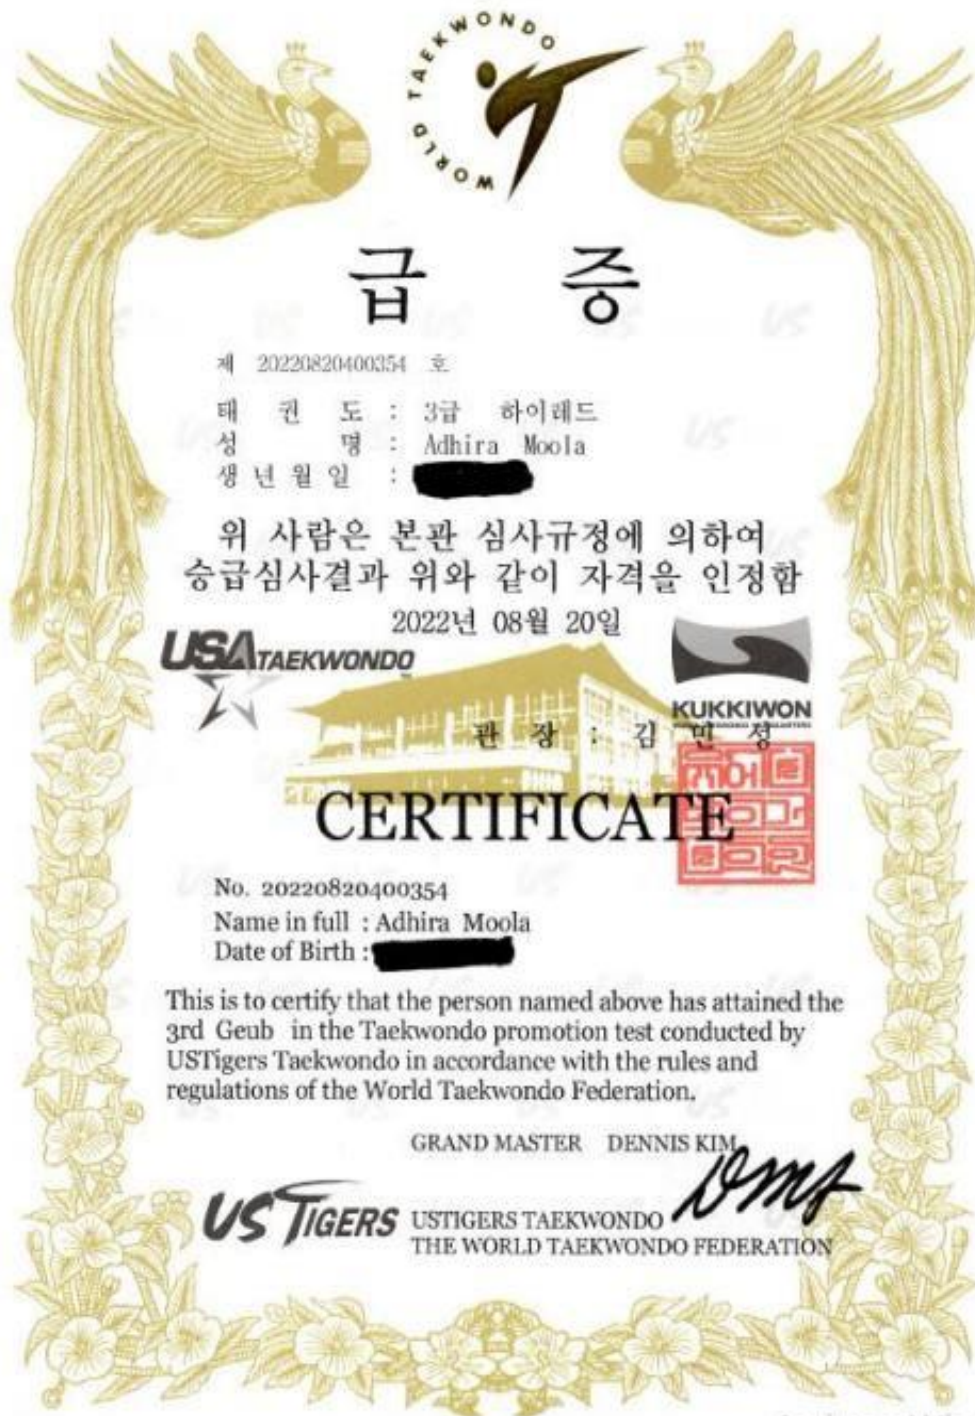 WORLD TAEKWONDO
급 증
제 20220820400354 호
태 권 도 : 3급 하이레드
성 명 : Adhira Moola
생 년 월 일 :
위 사람은 본관 심사규정에 의하여
승급심사결과 위와 같이 자격을 인정함
2022년 08월 20일
USA TAEKWONDO
KUKKIWON
관 장 : 김 민 성
CERTIFICATE
No. 20220820400354
Name in full : Adhira Moola
Date of Birth :
This is to certify that the person named above has attained the
3rd Geub in the Taekwondo promotion test conducted by
USTigers Taekwondo in accordance with the rules and
regulations of the World Taekwondo Federation.
GRAND MASTER DENNIS KIM
US TIGERS
USTIGERS TAEKWONDO
THE WORLD TAEKWONDO FEDERATION